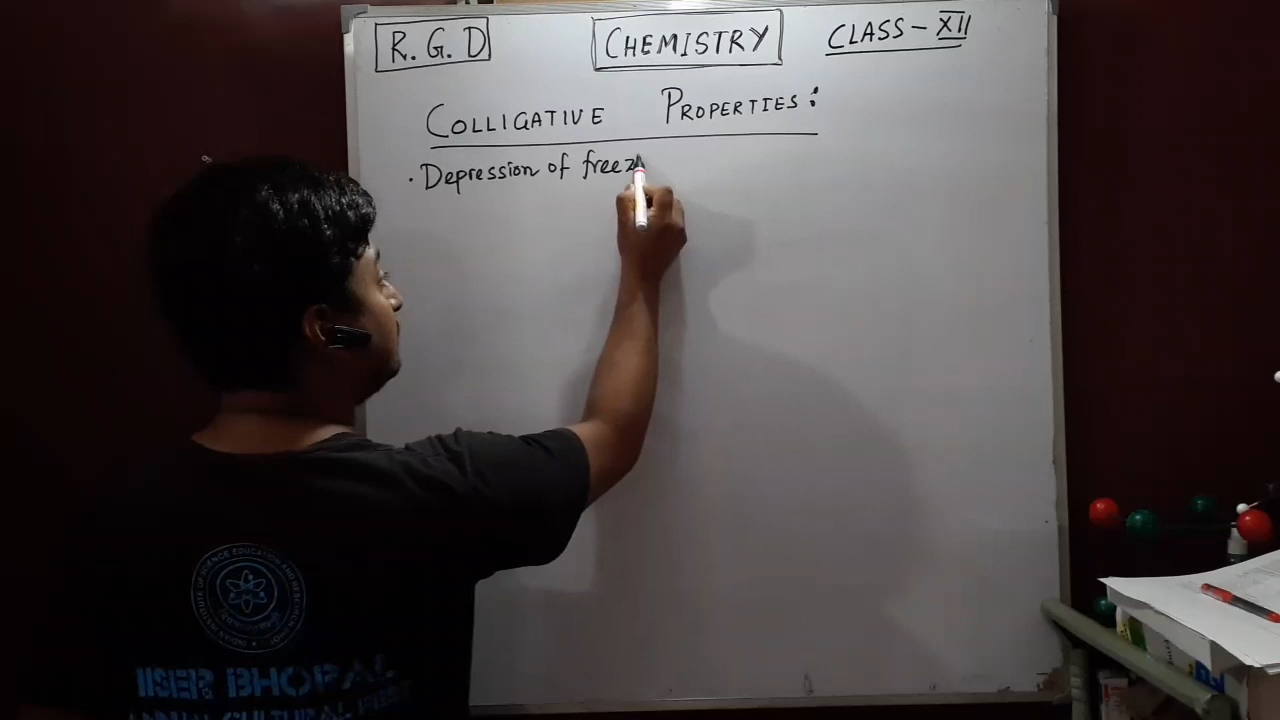 R. G. D
CHEMISTRY
CLASS - XII
COLLIGATIVE PROPERTIES :
· Depression of freez
IISER BHOPAL